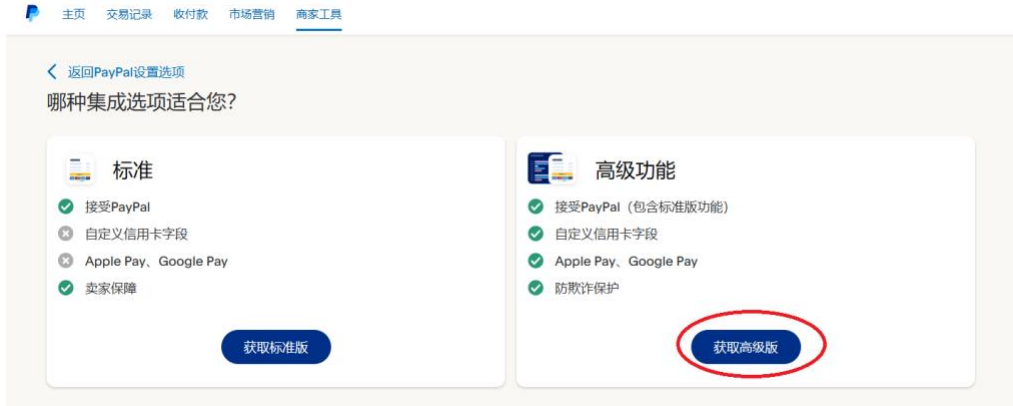 主页 交易记录 收付款 市场营销 商家工具
返回PayPal设置选项
哪种集成选项适合您?
标准
接受PayPal
自定义信用卡字段
Apple Pay、Google Pay
卖家保障
获取标准版
高级功能
接受PayPal（包含标准版功能）
自定义信用卡字段
Apple Pay、Google Pay
防欺诈保护
获取高级版